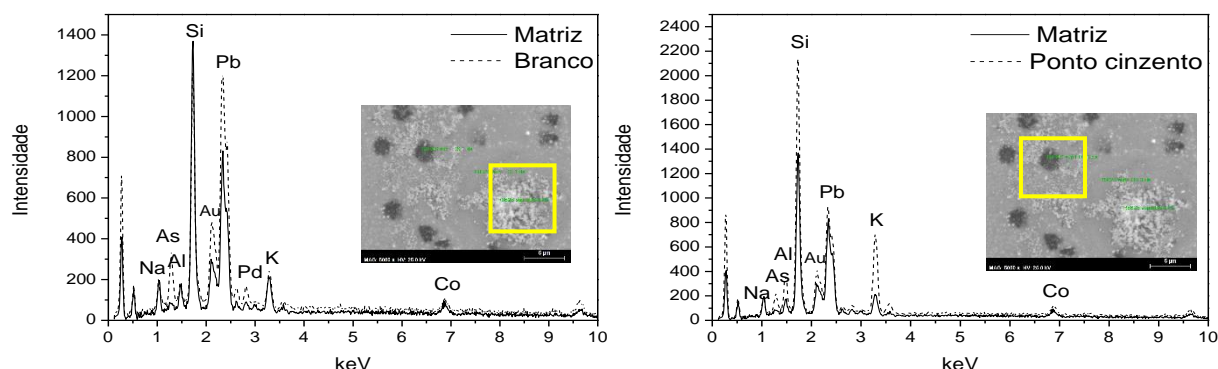 Matriz
Branco
Intensidade
1400
1200
1000
800
600
400
200
0
Si
Pb
As
Au
Na
Al
Pd
K
Co
0 1 2 3 4 5 6 7 8 9 10
keV
Matriz
Ponto cinzento
Intensidade
2400
2200
2000
1800
1600
1400
1200
1000
800
600
400
200
0
Si
Pb
K
Al
As
Au
Na
Co
0 1 2 3 4 5 6 7 8 9 10
keV